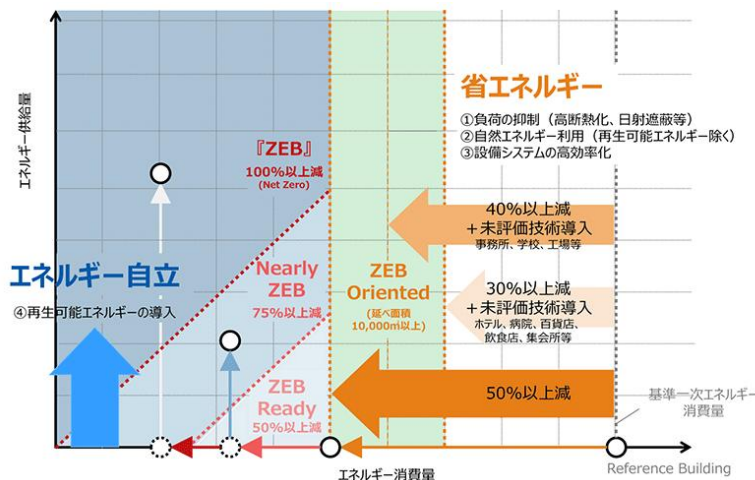 エネルギー供給量
『ZEB』
100%以上減
(Net Zero)
省エネルギー
①負荷の抑制（高断熱化、日射遮蔽等）
②自然エネルギー利用（再生可能エネルギー除く）
③設備システムの高効率化
40%以上減
＋未評価技術導入
事務所、学校、工場等
エネルギー自立
④再生可能エネルギーの導入
Nearly
ZEB
75%以上減
ZEB
Oriented
(延べ面積
10,000㎡以上)
30%以上減
＋未評価技術導入
ホテル、病院、百貨店、
飲食店、集会所等
ZEB
Ready
50%以上減
50%以上減
基準一次エネルギー
消費量
エネルギー消費量
Reference Building